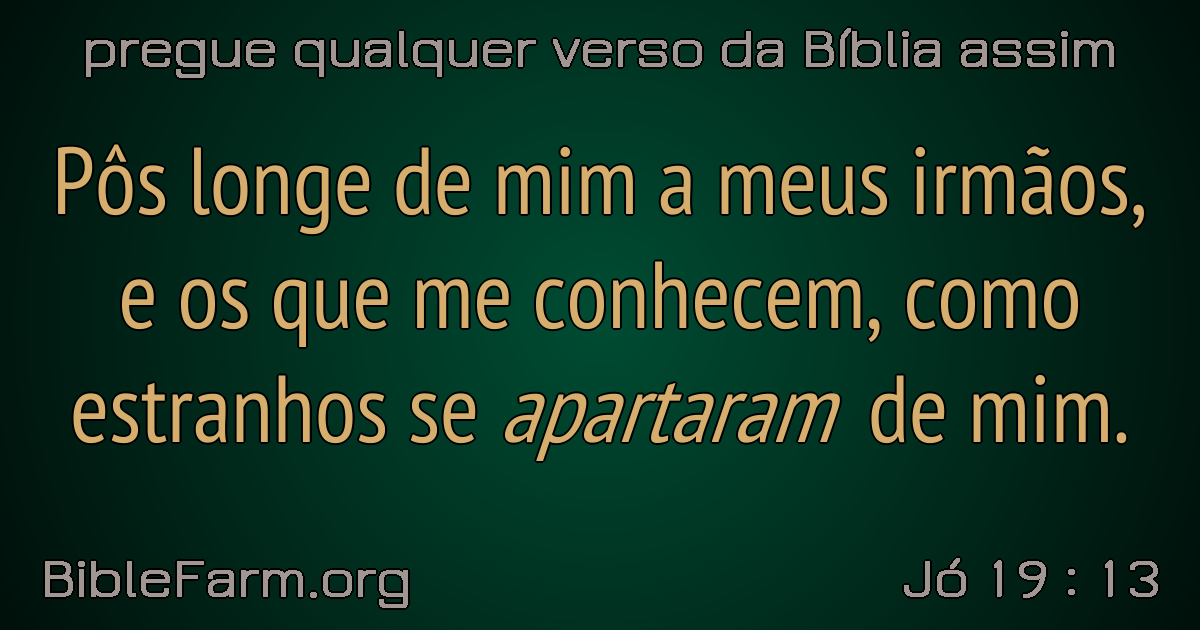 pregue qualquer verso da Bíblia assim
Pôs longe de mim a meus irmãos,
e os que me conhecem, como
estranhos se apartaram de mim.
BibleFarm.org
Jó 19 : 13